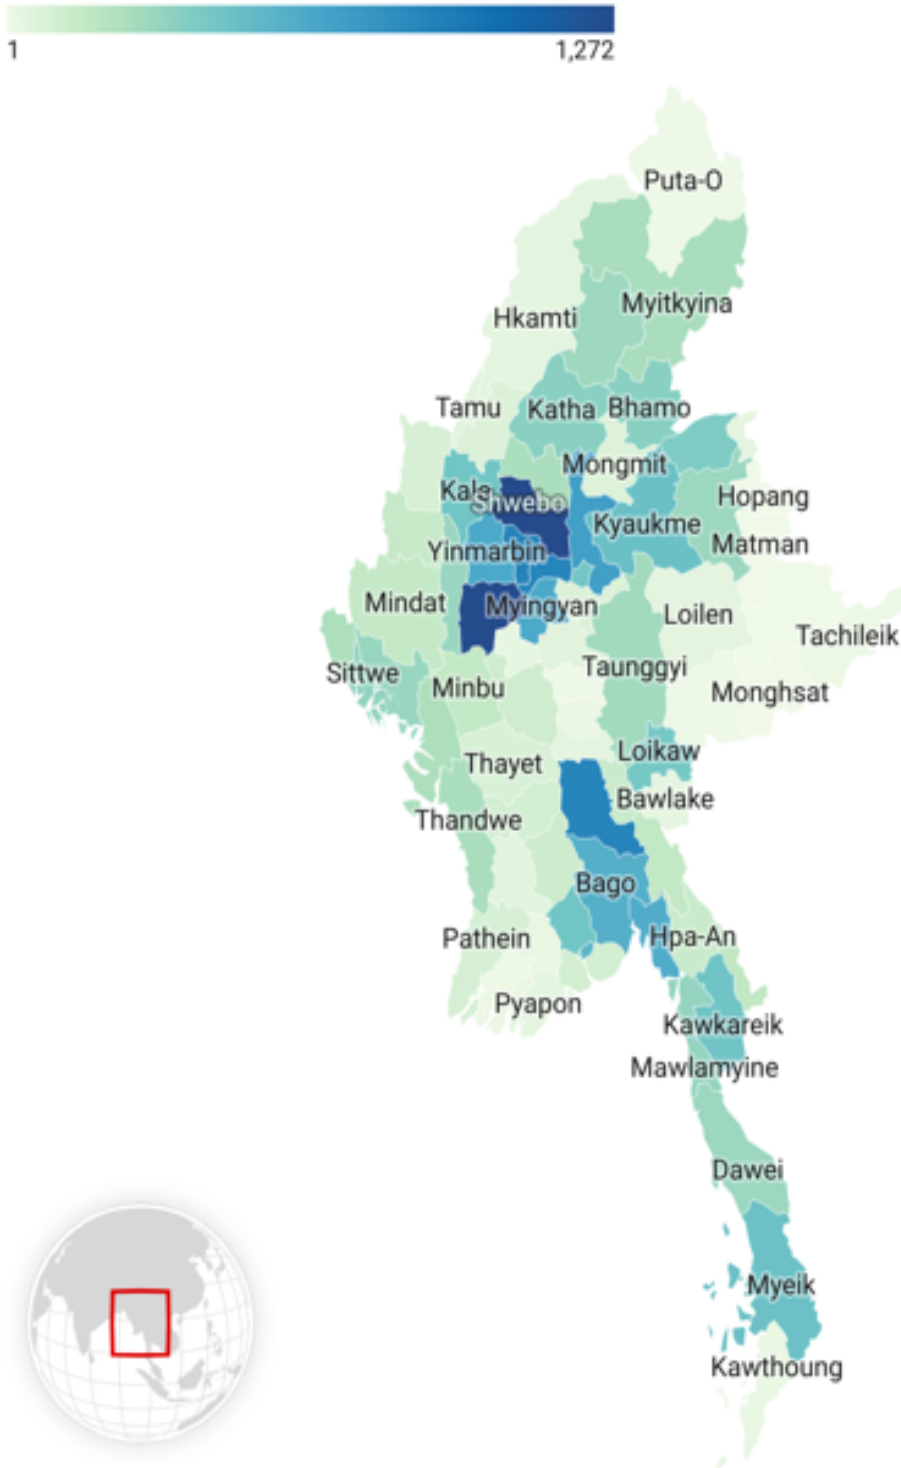 1 1,272
Puta-O
Myitkyina
Hkamti
Tamu Katha Bhamo
Mongmit
Kale Shwebo Hopang
Kyaukme
Yinmarbin Matman
Mindat Myingyan Loilen
Tachileik
Sittwe Taunggyi
Minbu Monghsat
Thayet Loikaw
Bawlake
Thandwe
Bago
Pathein Hpa-An
Pyapon
Kawkareik
Mawlamyine
Dawei
Myeik
Kawthoung